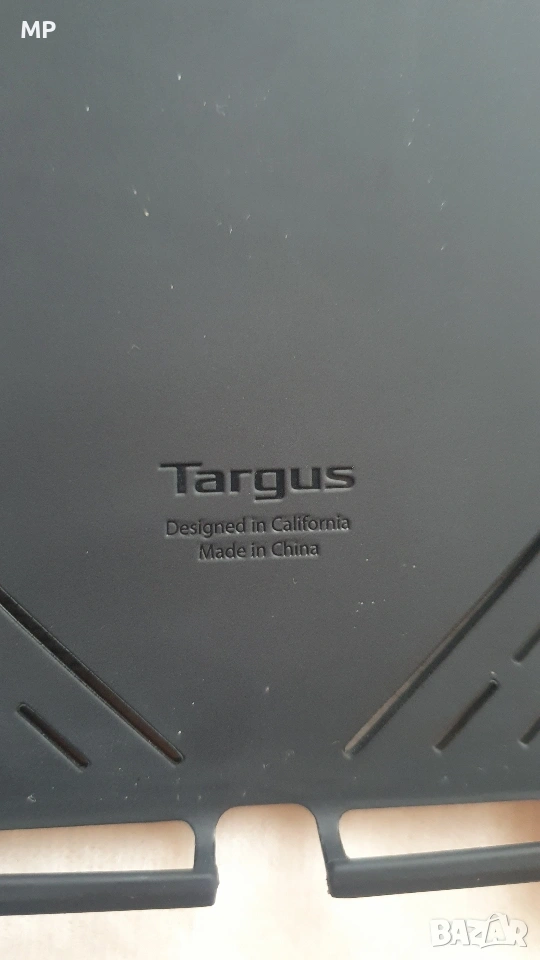 MP
Targus
Designed in California
Made in China
BAZAR